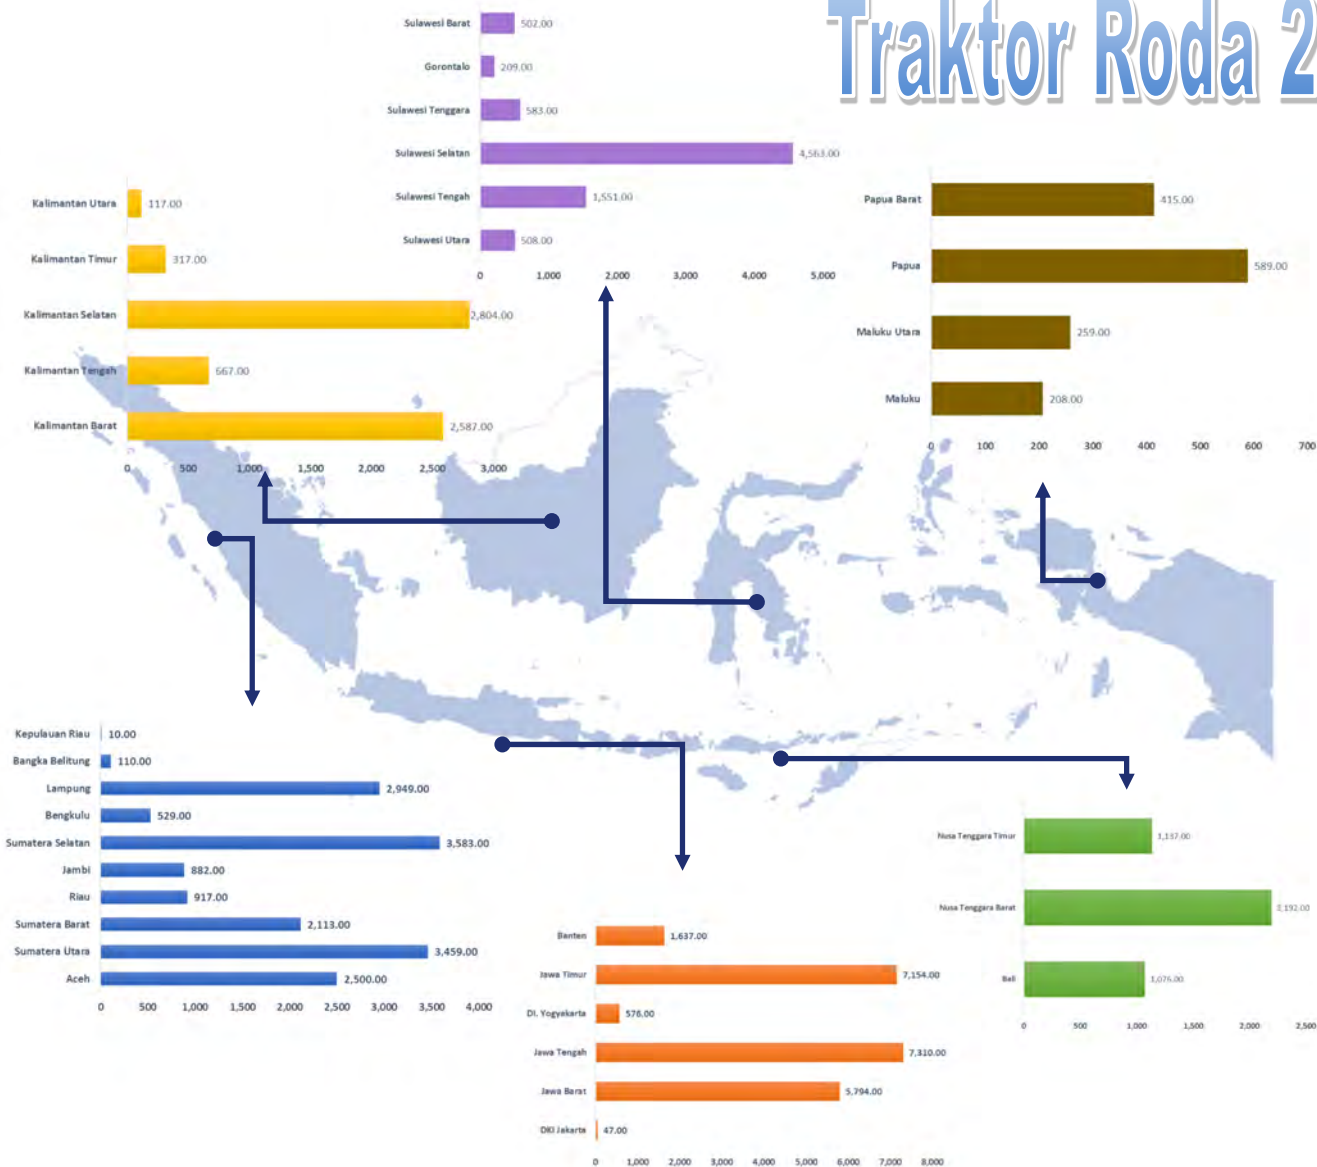 Traktor Roda 2
Sulawesi Barat 502.00
Gorontalo 209.00
Sulawesi Tenggara 583.00
Sulawesi Selatan 4,563.00
Sulawesi Tengah 1,551.00
Sulawesi Utara 508.00
0 1,000 2,000 3,000 4,000 5,000
Kalimantan Utara 117.00
Kalimantan Timur 317.00
Kalimantan Selatan 2,804.00
Kalimantan Tengah 667.00
Kalimantan Barat 2,587.00
0 500 1,000 1,500 2,000 2,500 3,000
Papua Barat 415.00
Papua 589.00
Maluku Utara 259.00
Maluku 208.00
0 100 200 300 400 500 600 700
Kepulauan Riau 10.00
Bangka Belitung 110.00
Lampung 2,949.00
Bengkulu 529.00
Sumatera Selatan 3,583.00
Jambi 882.00
Riau 917.00
Sumatera Barat 2,113.00
Sumatera Utara 3,459.00
Aceh 2,500.00
0 500 1,000 1,500 2,000 2,500 3,000 3,500 4,000
Banten 1,637.00
Jawa Timur 7,154.00
DI. Yogyakarta 576.00
Jawa Tengah 7,310.00
Jawa Barat 5,794.00
DKI Jakarta 47.00
0 1,000 2,000 3,000 4,000 5,000 6,000 7,000 8,000
Nusa Tenggara Timur 1,137.00
Nusa Tenggara Barat 2,192.00
Bali 1,076.00
0 500 1,000 1,500 2,000 2,500